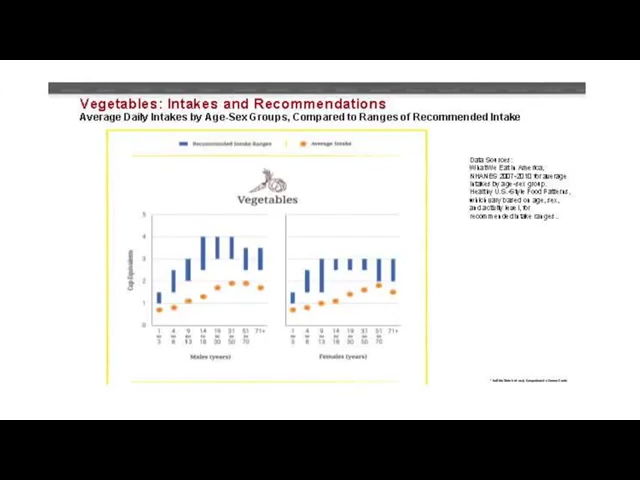 Vegetables: Intakes and Recommendations
Average Daily Intakes by Age-Sex Groups, Compared to Ranges of Recommended Intake
Recommended Intake Ranges Average Intake
Data Sources:
What We Eat in America,
NHANES 2007-2010 for average
intakes by age-sex group.
Healthy U.S.-Style Food Patterns,
which vary based on age, sex,
and activity level, for
recommended intake ranges.
Vegetables
Cup-Equivalents
5
4
3
2
1
0
1 4 9 14 19 31 51 71+
to to to to to to to
3 8 13 18 30 50 70
Males (years)
1 4 9 14 19 31 51 71+
to to to to to to to
3 8 13 18 30 50 70
Females (years)